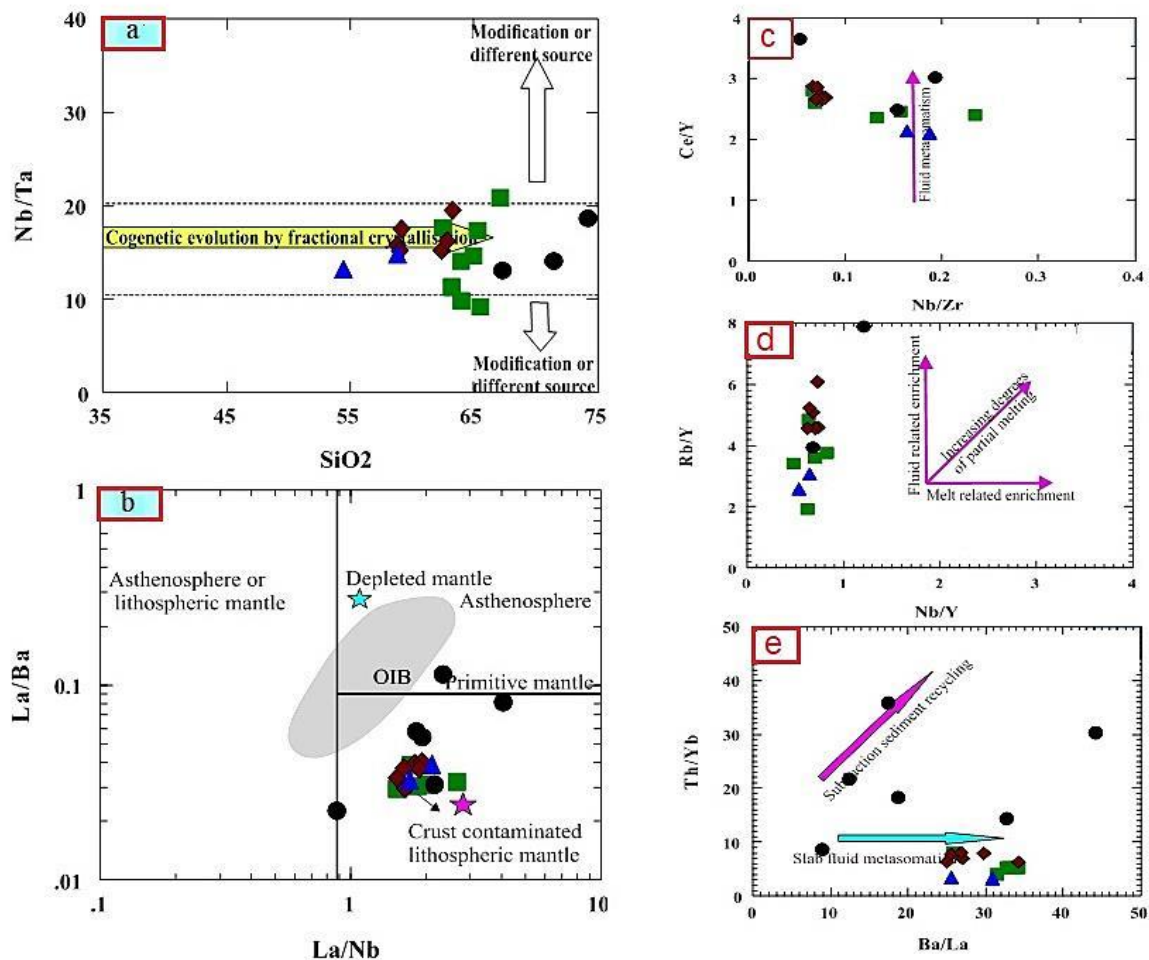 a
40
30
20
10
0
Nb/Ta
Modification or
different source
Cogenetic evolution by fractional crystallisation
Modification or
different source
35
45
55
65
75
SiO2
b
1
0.1
.01
La/Ba
Asthenosphere or
lithospheric mantle
Depleted mantle
Asthenosphere
OIB
Primitive mantle
Crust contaminated
lithospheric mantle
.1
1
10
La/Nb
c
4
3
2
1
0
Ce/Y
Fluid metasomatism
0.0
0.1
0.2
0.3
0.4
Nb/Zr
d
8
6
4
2
0
Rb/Y
Fluid related enrichment
Increasing degrees
of partial melting
Melt related enrichment
0
1
2
3
4
Nb/Y
e
50
40
30
20
10
0
Th/Yb
Subduction sediment recycling
Slab fluid metasomatism
0
10
20
30
40
50
Ba/La